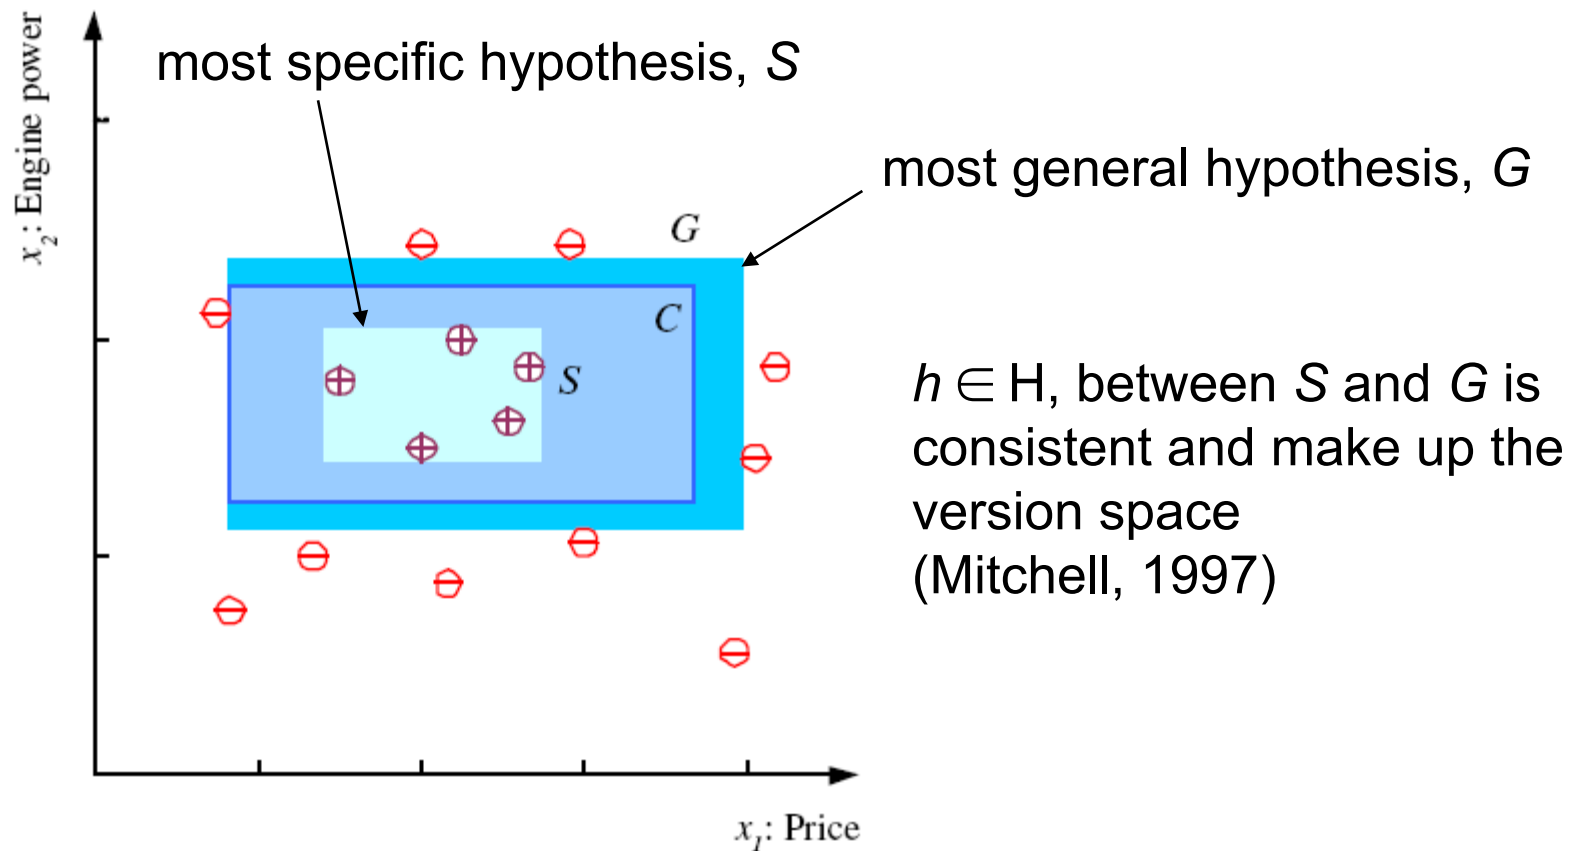 most specific hypothesis, S
most general hypothesis, G
x2: Engine power
G
C
S
h ∈ H, between S and G is
consistent and make up the
version space
(Mitchell, 1997)
x1: Price